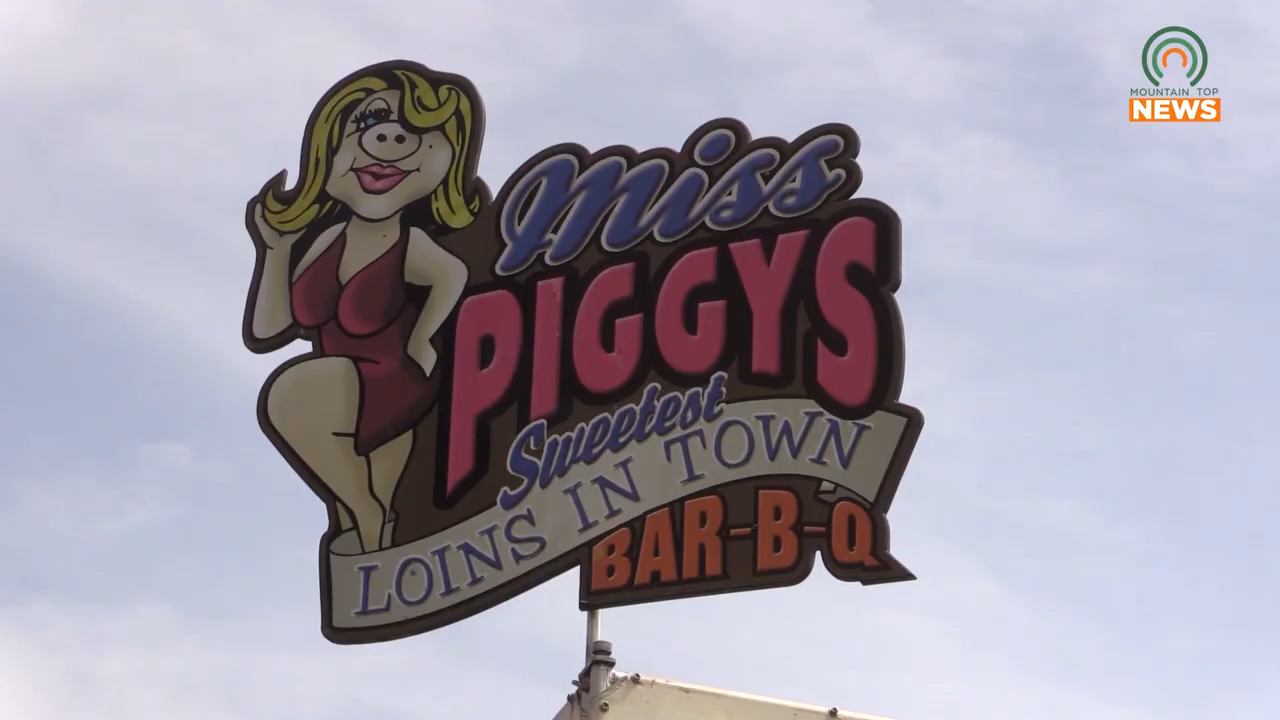 MOUNTAIN TOP
NEWS
Miss
PIGGYS
Sweetest
LOINS IN TOWN
BAR-B-Q